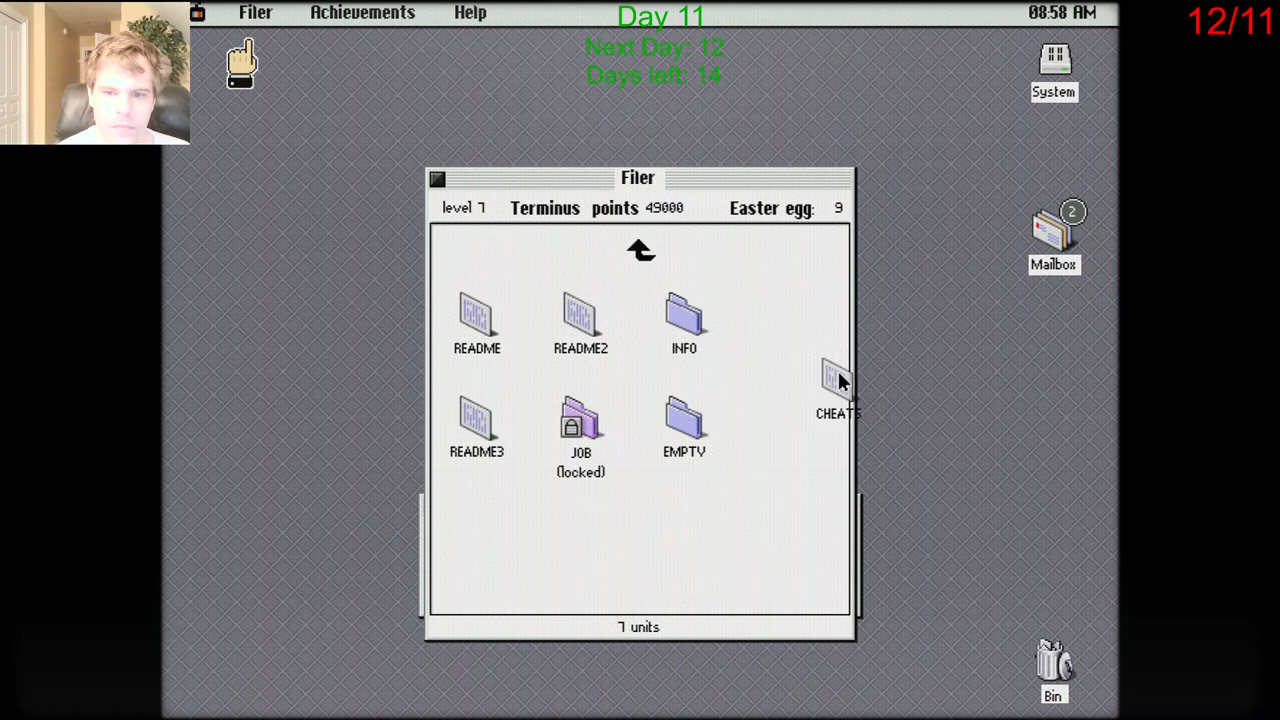 Filer Achievements Help
Day 11
08:58 AM
12/11
Next Day: 12
Days left: 14
System
Filer
level 7 Terminus points 49000 Easter egg: 9
2
Mailbox
README README2 INFO
CHEATS
README3 JOB EMPTY
(locked)
7 units
Bin